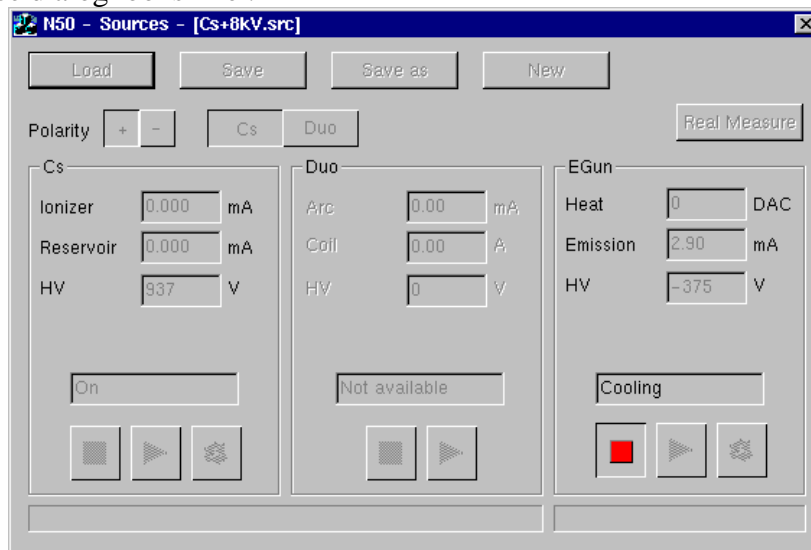 N50 - Sources - [Cs+8kV.src]
Load Save Save as New
Polarity + - Cs Duo Real Measure
Cs Duo EGun
Ionizer 0.000 mA Arc 0.00 mA Heat 0 DAC
Reservoir 0.000 mA Coil 0.00 A Emission 2.90 mA
HV 937 V HV 0 V HV -375 V
On Not available Cooling